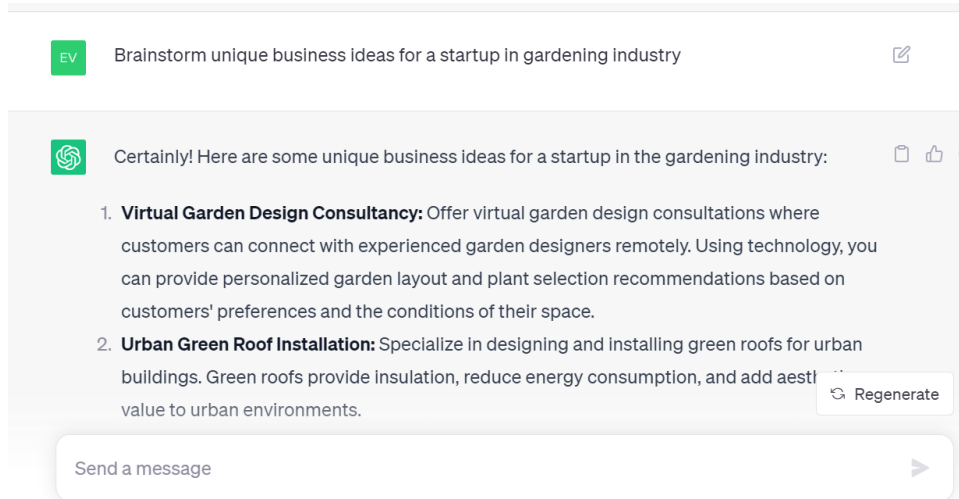 EV
Brainstorm unique business ideas for a startup in gardening industry
Certainly! Here are some unique business ideas for a startup in the gardening industry:
1. Virtual Garden Design Consultancy: Offer virtual garden design consultations where
customers can connect with experienced garden designers remotely. Using technology, you
can provide personalized garden layout and plant selection recommendations based on
customers' preferences and the conditions of their space.
2. Urban Green Roof Installation: Specialize in designing and installing green roofs for urban
buildings. Green roofs provide insulation, reduce energy consumption, and add
value to urban environments.
Regenerate
Send a message